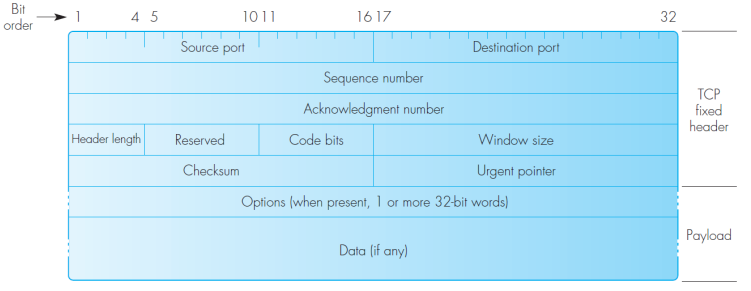 Bit
order
1 4 5 10 11 16 17 32
Source port Destination port
Sequence number
Acknowledgment number
Header length Reserved Code bits Window size
Checksum Urgent pointer
Options (when present, 1 or more 32-bit words)
Data (if any)
TCP
fixed
header
Payload